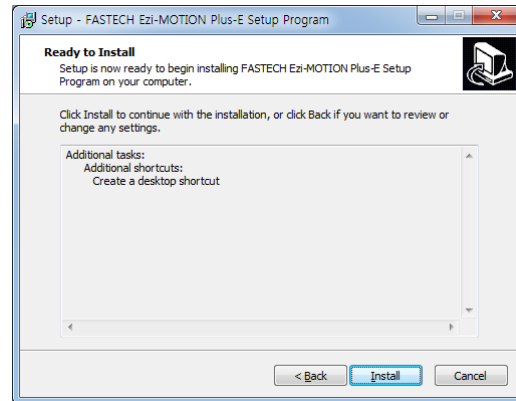 Setup - FASTECH Ezi-MOTION Plus-E Setup Program
Ready to Install
Setup is now ready to begin installing FASTECH Ezi-MOTION Plus-E Setup
Program on your computer.
Click Install to continue with the installation, or click Back if you want to review or
change any settings.
Additional tasks:
Additional shortcuts:
Create a desktop shortcut
< Back
Install
Cancel